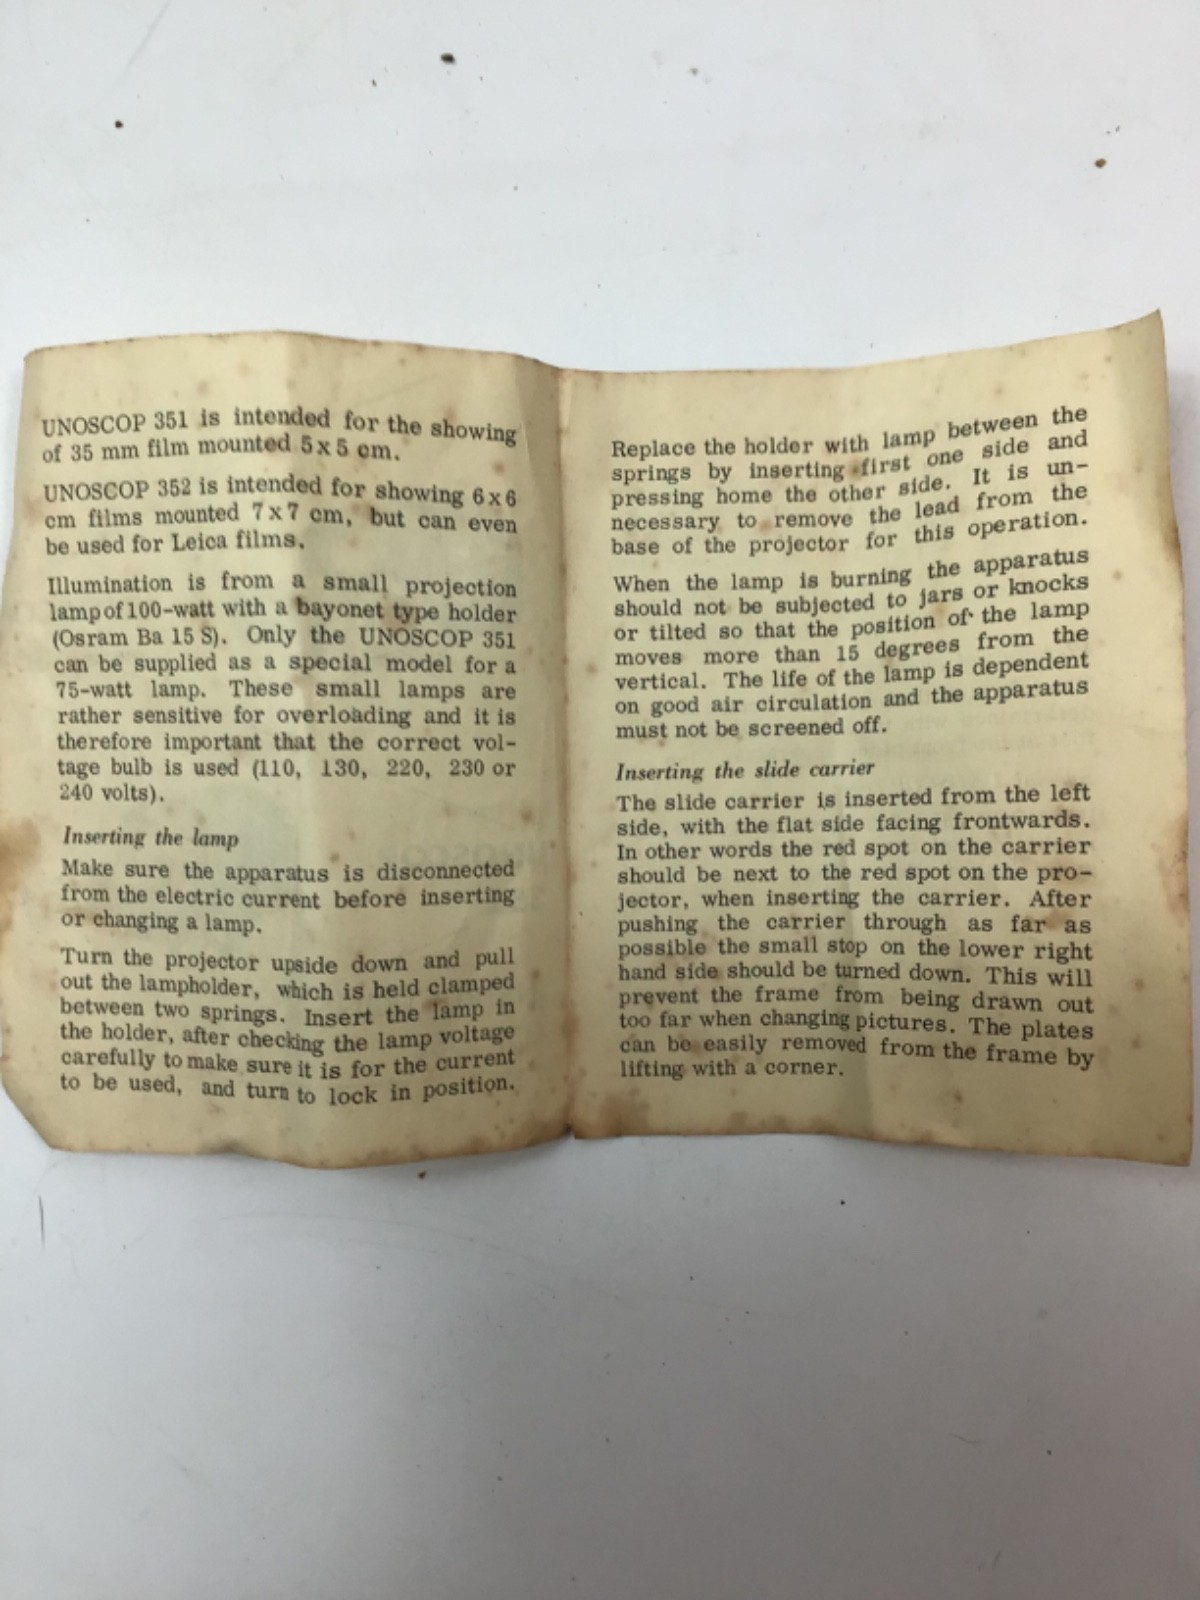 UNOSCOP 351 is intended for the showing
of 35 mm film mounted 5 x 5 cm.
UNOSCOP 352 is intended for showing 6 x 6
cm films mounted 7 x 7 cm, but can even
be used for Leica films.
Illumination is from a small projection
lamp of 100-watt with a bayonet type holder
(Osram Ba 15 S). Only the UNOSCOP 351
can be supplied as a special model for a
75-watt lamp. These small lamps are
rather sensitive for overloading and it is
therefore important that the correct vol-
tage bulb is used (110, 130, 220, 230 or
240 volts).
Inserting the lamp
Make sure the apparatus is disconnected
from the electric current before inserting
or changing a lamp.
Turn the projector upside down and pull
out the lampholder, which is held clamped
between two springs. Insert the lamp in
the holder, after checking the lamp voltage
carefully to make sure it is for the current
to be used, and turn to lock in position.
Replace the holder with lamp between the
springs by inserting first one side and
pressing home the other side. It is un-
necessary to remove the lead from the
base of the projector for this operation.
When the lamp is burning the apparatus
should not be subjected to jars or knocks
or tilted so that the position of the lamp
moves more than 15 degrees from the
vertical. The life of the lamp is dependent
on good air circulation and the apparatus
must not be screened off.
Inserting the slide carrier
The slide carrier is inserted from the left
side, with the flat side facing frontwards.
In other words the red spot on the carrier
should be next to the red spot on the pro-
jector, when inserting the carrier. After
pushing the carrier through as far as
possible the small stop on the lower right
hand side should be turned down. This will
prevent the frame from being drawn out
too far when changing pictures. The plates
can be easily removed from the frame by
lifting with a corner.